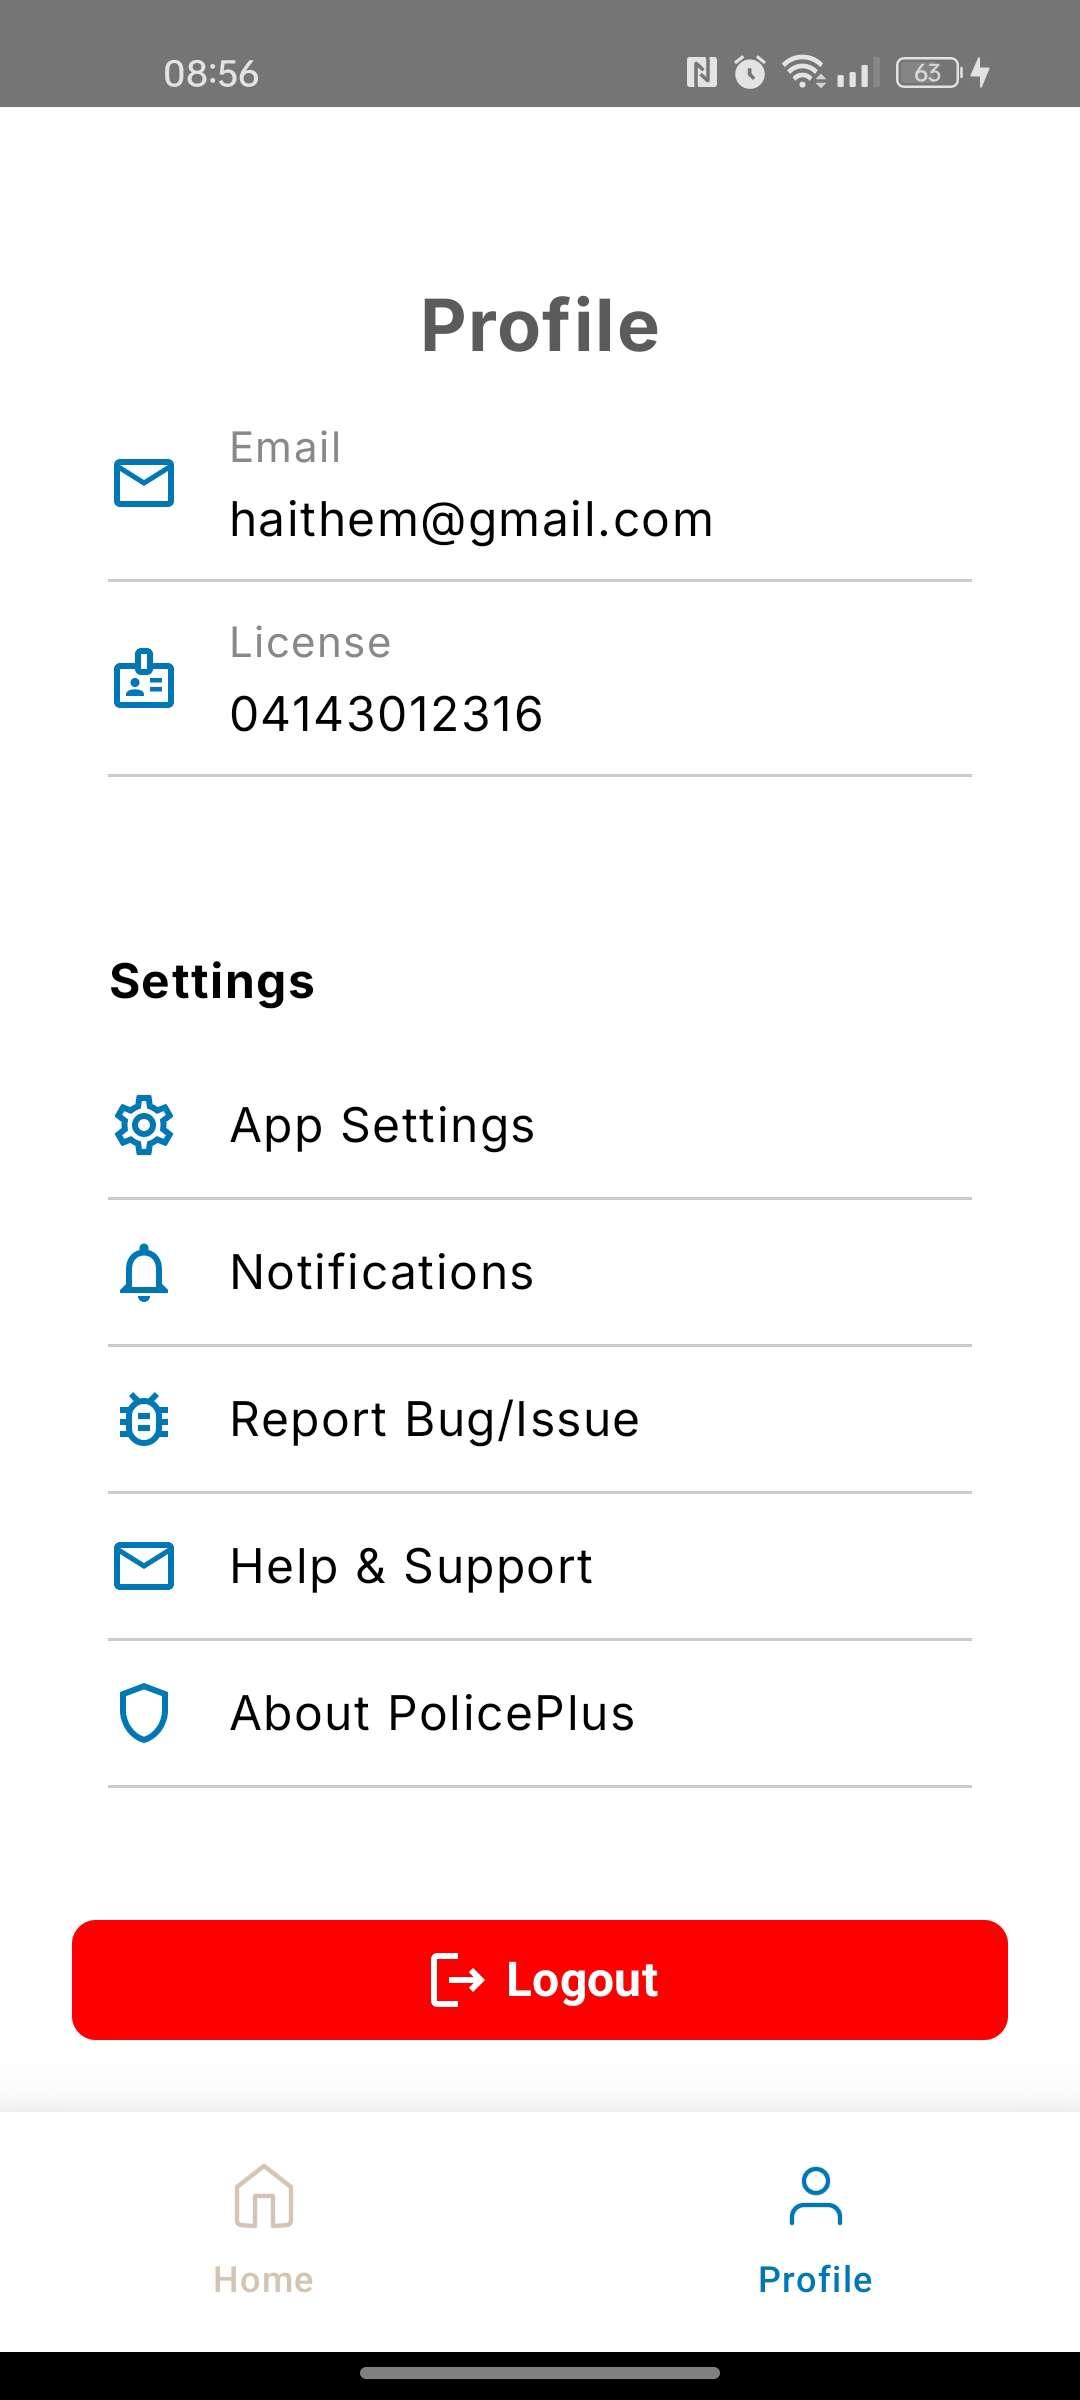 08:56
63
Profile
Email
haithem@gmail.com
License
04143012316
Settings
App Settings
Notifications
Report Bug/Issue
Help & Support
About PolicePlus
Logout
Home
Profile